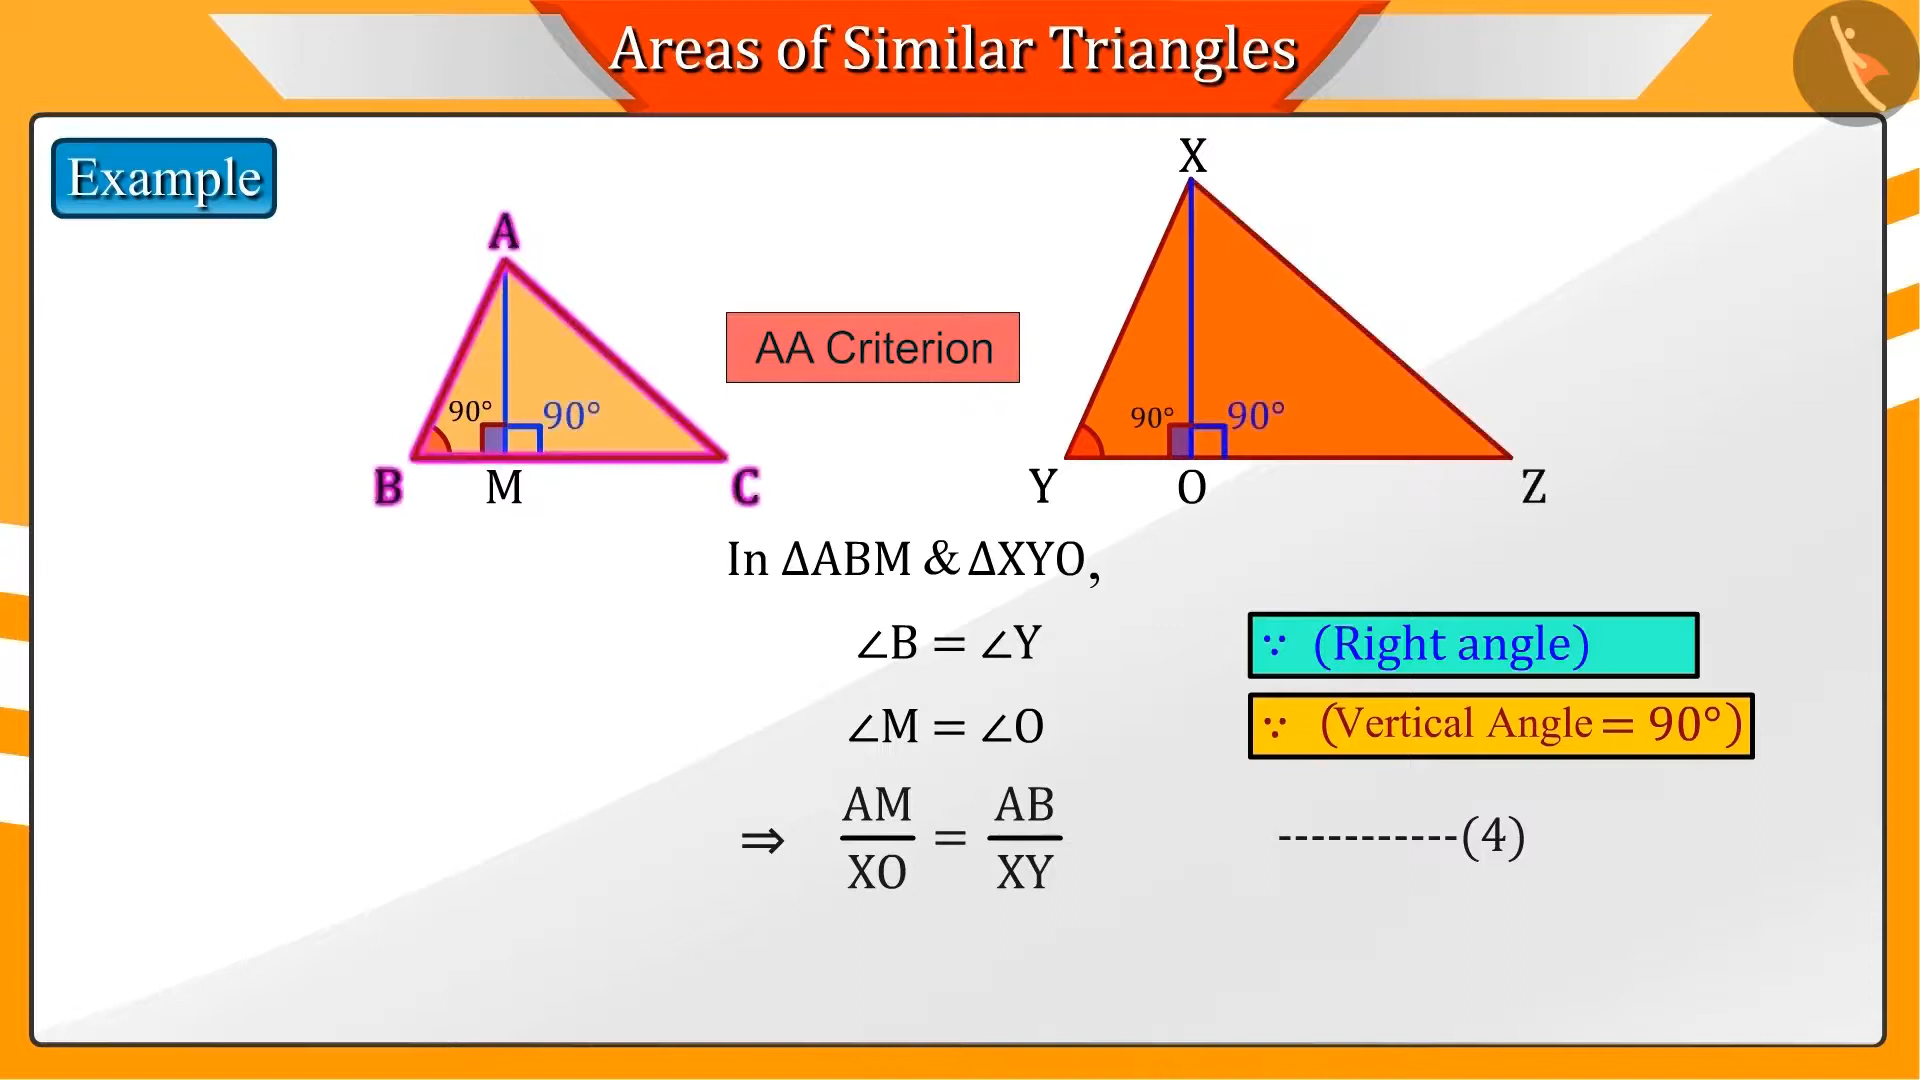 Areas of Similar Triangles
Example
A
X
AA Criterion
90° 90°
90° 90°
B M C
Y O Z
In ΔABM & ΔXYO,
∠B = ∠Y ∵ (Right angle)
∠M = ∠O ∵ (Vertical Angle = 90°)
⇒ AM/XO = AB/XY -----------(4)